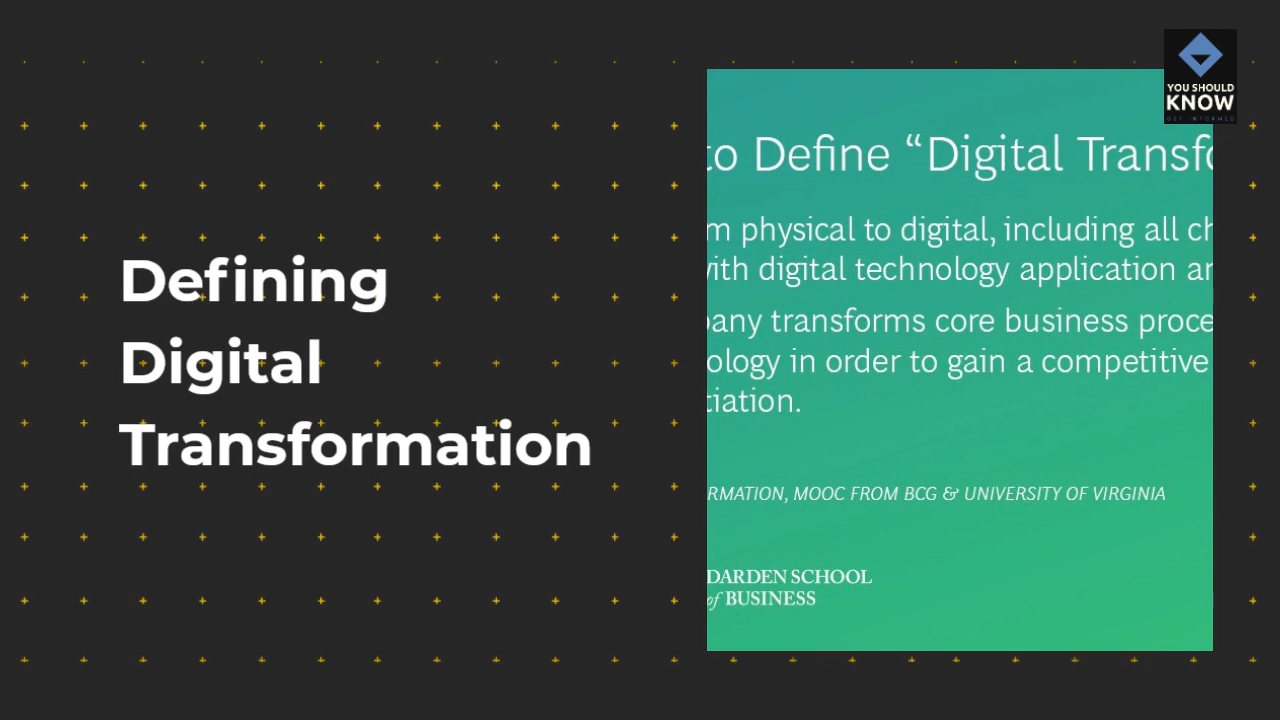 Defining
Digital
Transformation
YOU SHOULD
KNOW
GET INFORMED
to Define “Digital Transfo
m physical to digital, including all ch
with digital technology application an
pany transforms core business proce
ology in order to gain a competitive
tiation.
RMATION, MOOC FROM BCG & UNIVERSITY OF VIRGINIA
DARDEN SCHOOL
of BUSINESS